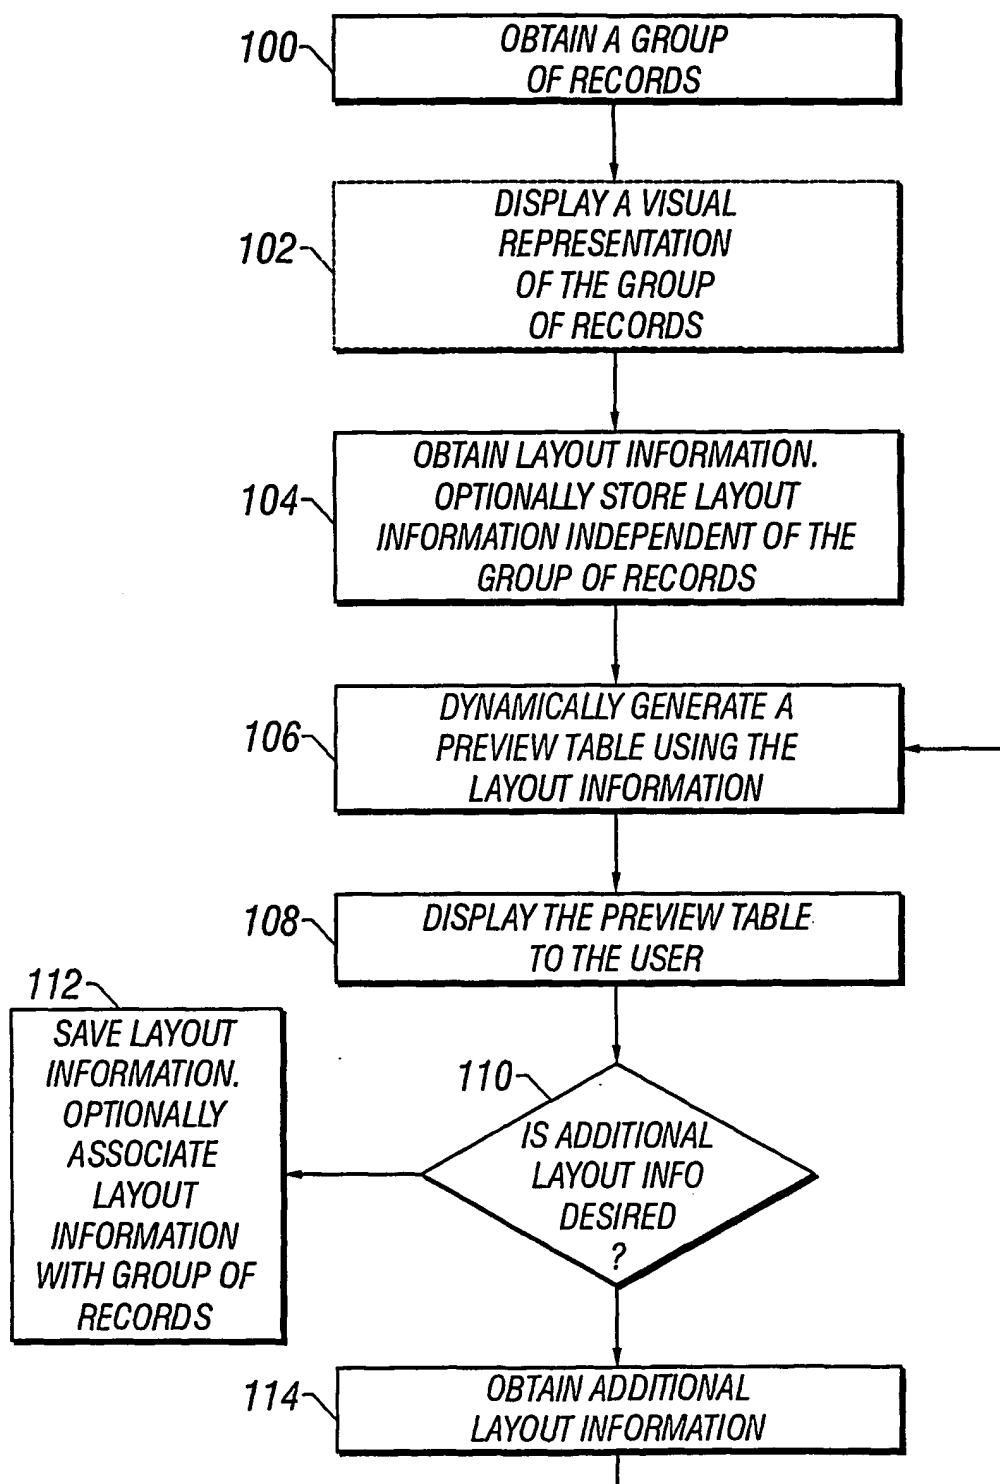 100
OBTAIN A GROUP
OF RECORDS
102
DISPLAY A VISUAL
REPRESENTATION
OF THE GROUP
OF RECORDS
104
OBTAIN LAYOUT INFORMATION.
OPTIONALLY STORE LAYOUT
INFORMATION INDEPENDENT OF THE
GROUP OF RECORDS
106
DYNAMICALLY GENERATE A
PREVIEW TABLE USING THE
LAYOUT INFORMATION
108
DISPLAY THE PREVIEW TABLE
TO THE USER
112
SAVE LAYOUT
INFORMATION.
OPTIONALLY
ASSOCIATE
LAYOUT
INFORMATION
WITH GROUP OF
RECORDS
110
IS ADDITIONAL
LAYOUT INFO
DESIRED
?
114
OBTAIN ADDITIONAL
LAYOUT INFORMATION